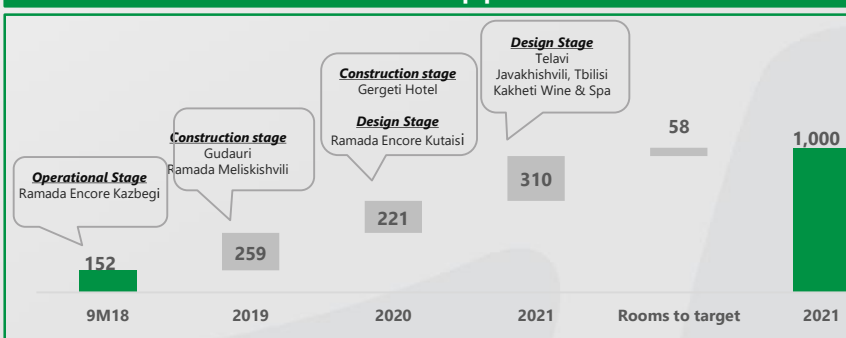 Design Stage
Telavi
Javakhishvili, Tbilisi
Kakheti Wine & Spa
Construction stage
Gergeti Hotel
Design Stage
Ramada Encore Kutaisi
Construction stage
Gudauri
Ramada Meliskishvili
Operational Stage
Ramada Encore Kazbegi
152
259
221
310
58
1,000
9M18
2019
2020
2021
Rooms to target
2021